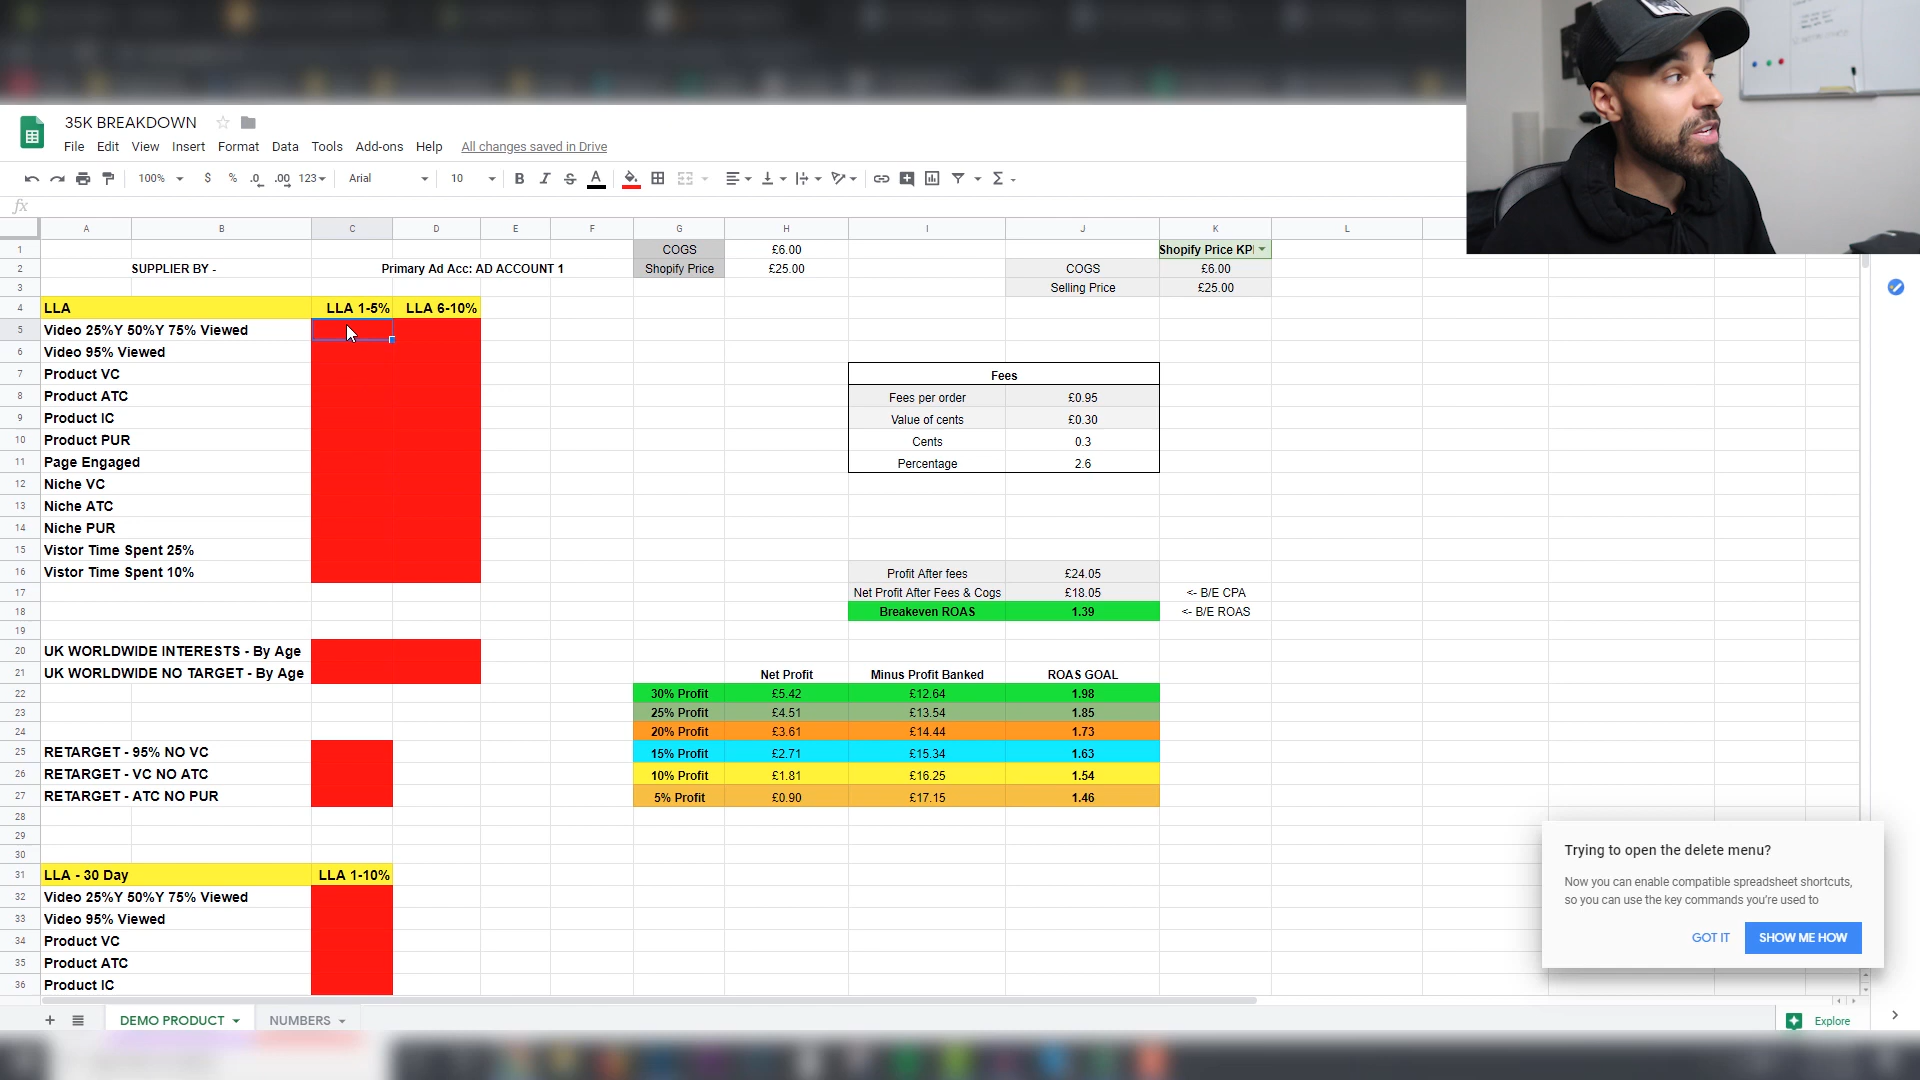 35K BREAKDOWN
File Edit View Insert Format Data Tools Add-ons Help All changes saved in Drive
100% $ % .0 .00 123 Arial 10 B I S A
fx
A B C D E F G H I J K L
1 COGS £6.00 Shopify Price KPI
2 SUPPLIER BY - Primary Ad Acc: AD ACCOUNT 1 Shopify Price £25.00 COGS £6.00
3 Selling Price £25.00
4 LLA LLA 1-5% LLA 6-10%
5 Video 25%Y 50%Y 75% Viewed
6 Video 95% Viewed
7 Product VC Fees
8 Product ATC Fees per order £0.95
9 Product IC Value of cents £0.30
10 Product PUR Cents 0.3
11 Page Engaged Percentage 2.6
12 Niche VC
13 Niche ATC
14 Niche PUR
15 Vistor Time Spent 25%
16 Vistor Time Spent 10% Profit After fees £24.05
17 Net Profit After Fees & Cogs £18.05 <- B/E CPA
18 Breakeven ROAS 1.39 <- B/E ROAS
19
20 UK WORLDWIDE INTERESTS - By Age
21 UK WORLDWIDE NO TARGET - By Age Net Profit Minus Profit Banked ROAS GOAL
22 30% Profit £5.42 £12.64 1.98
23 25% Profit £4.51 £13.54 1.85
24 20% Profit £3.61 £14.44 1.73
25 RETARGET - 95% NO VC 15% Profit £2.71 £15.34 1.63
26 RETARGET - VC NO ATC 10% Profit £1.81 £16.25 1.54
27 RETARGET - ATC NO PUR 5% Profit £0.90 £17.15 1.46
28
29
30
31 LLA - 30 Day LLA 1-10%
32 Video 25%Y 50%Y 75% Viewed
33 Video 95% Viewed
34 Product VC
35 Product ATC
36 Product IC
Trying to open the delete menu?
Now you can enable compatible spreadsheet shortcuts,
so you can use the key commands you're used to
GOT IT SHOW ME HOW
DEMO PRODUCT NUMBERS Explore